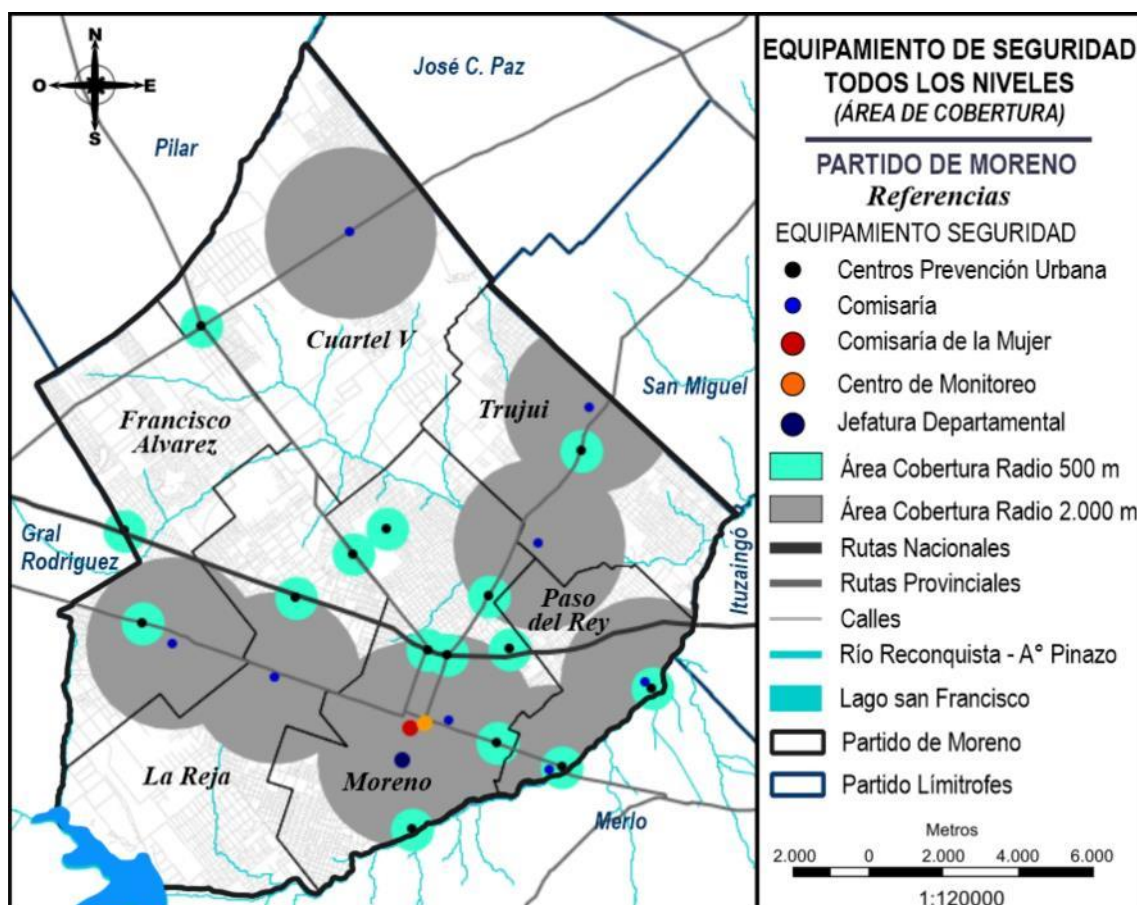 N
O
E
S
José C. Paz
Pilar
Cuartel V
Francisco
Alvarez
Trujui
San Miguel
Gral
Rodriguez
Ituzaingó
Paso
del Rey
La Reja
Moreno
Merlo
EQUIPAMIENTO DE SEGURIDAD
TODOS LOS NIVELES
(ÁREA DE COBERTURA)
PARTIDO DE MORENO
Referencias
EQUIPAMIENTO SEGURIDAD
Centros Prevención Urbana
Comisaría
Comisaría de la Mujer
Centro de Monitoreo
Jefatura Departamental
Área Cobertura Radio 500 m
Área Cobertura Radio 2.000 m
Rutas Nacionales
Rutas Provinciales
Calles
Río Reconquista - A° Pinazo
Lago san Francisco
Partido de Moreno
Partido Límitrofes
Metros
2.000 0 2.000 4.000 6.000
1:120000